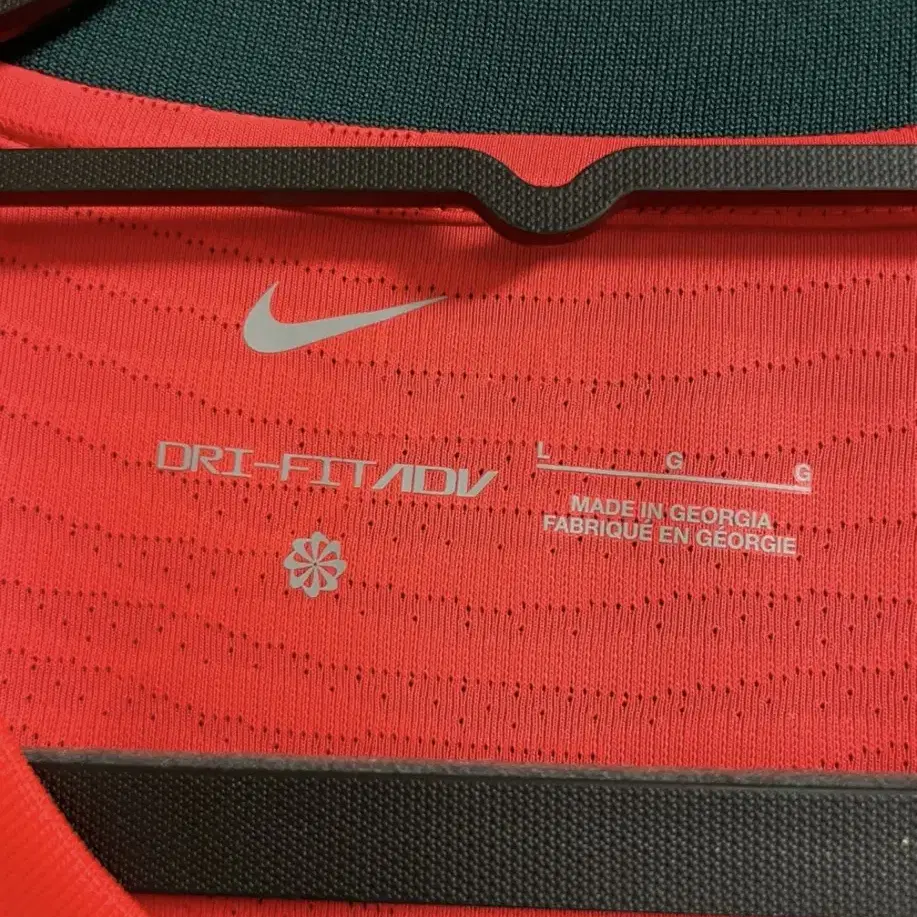 DRI-FIT ADV
L G G
MADE IN GEORGIA
FABRIQUÉ EN GÉORGIE